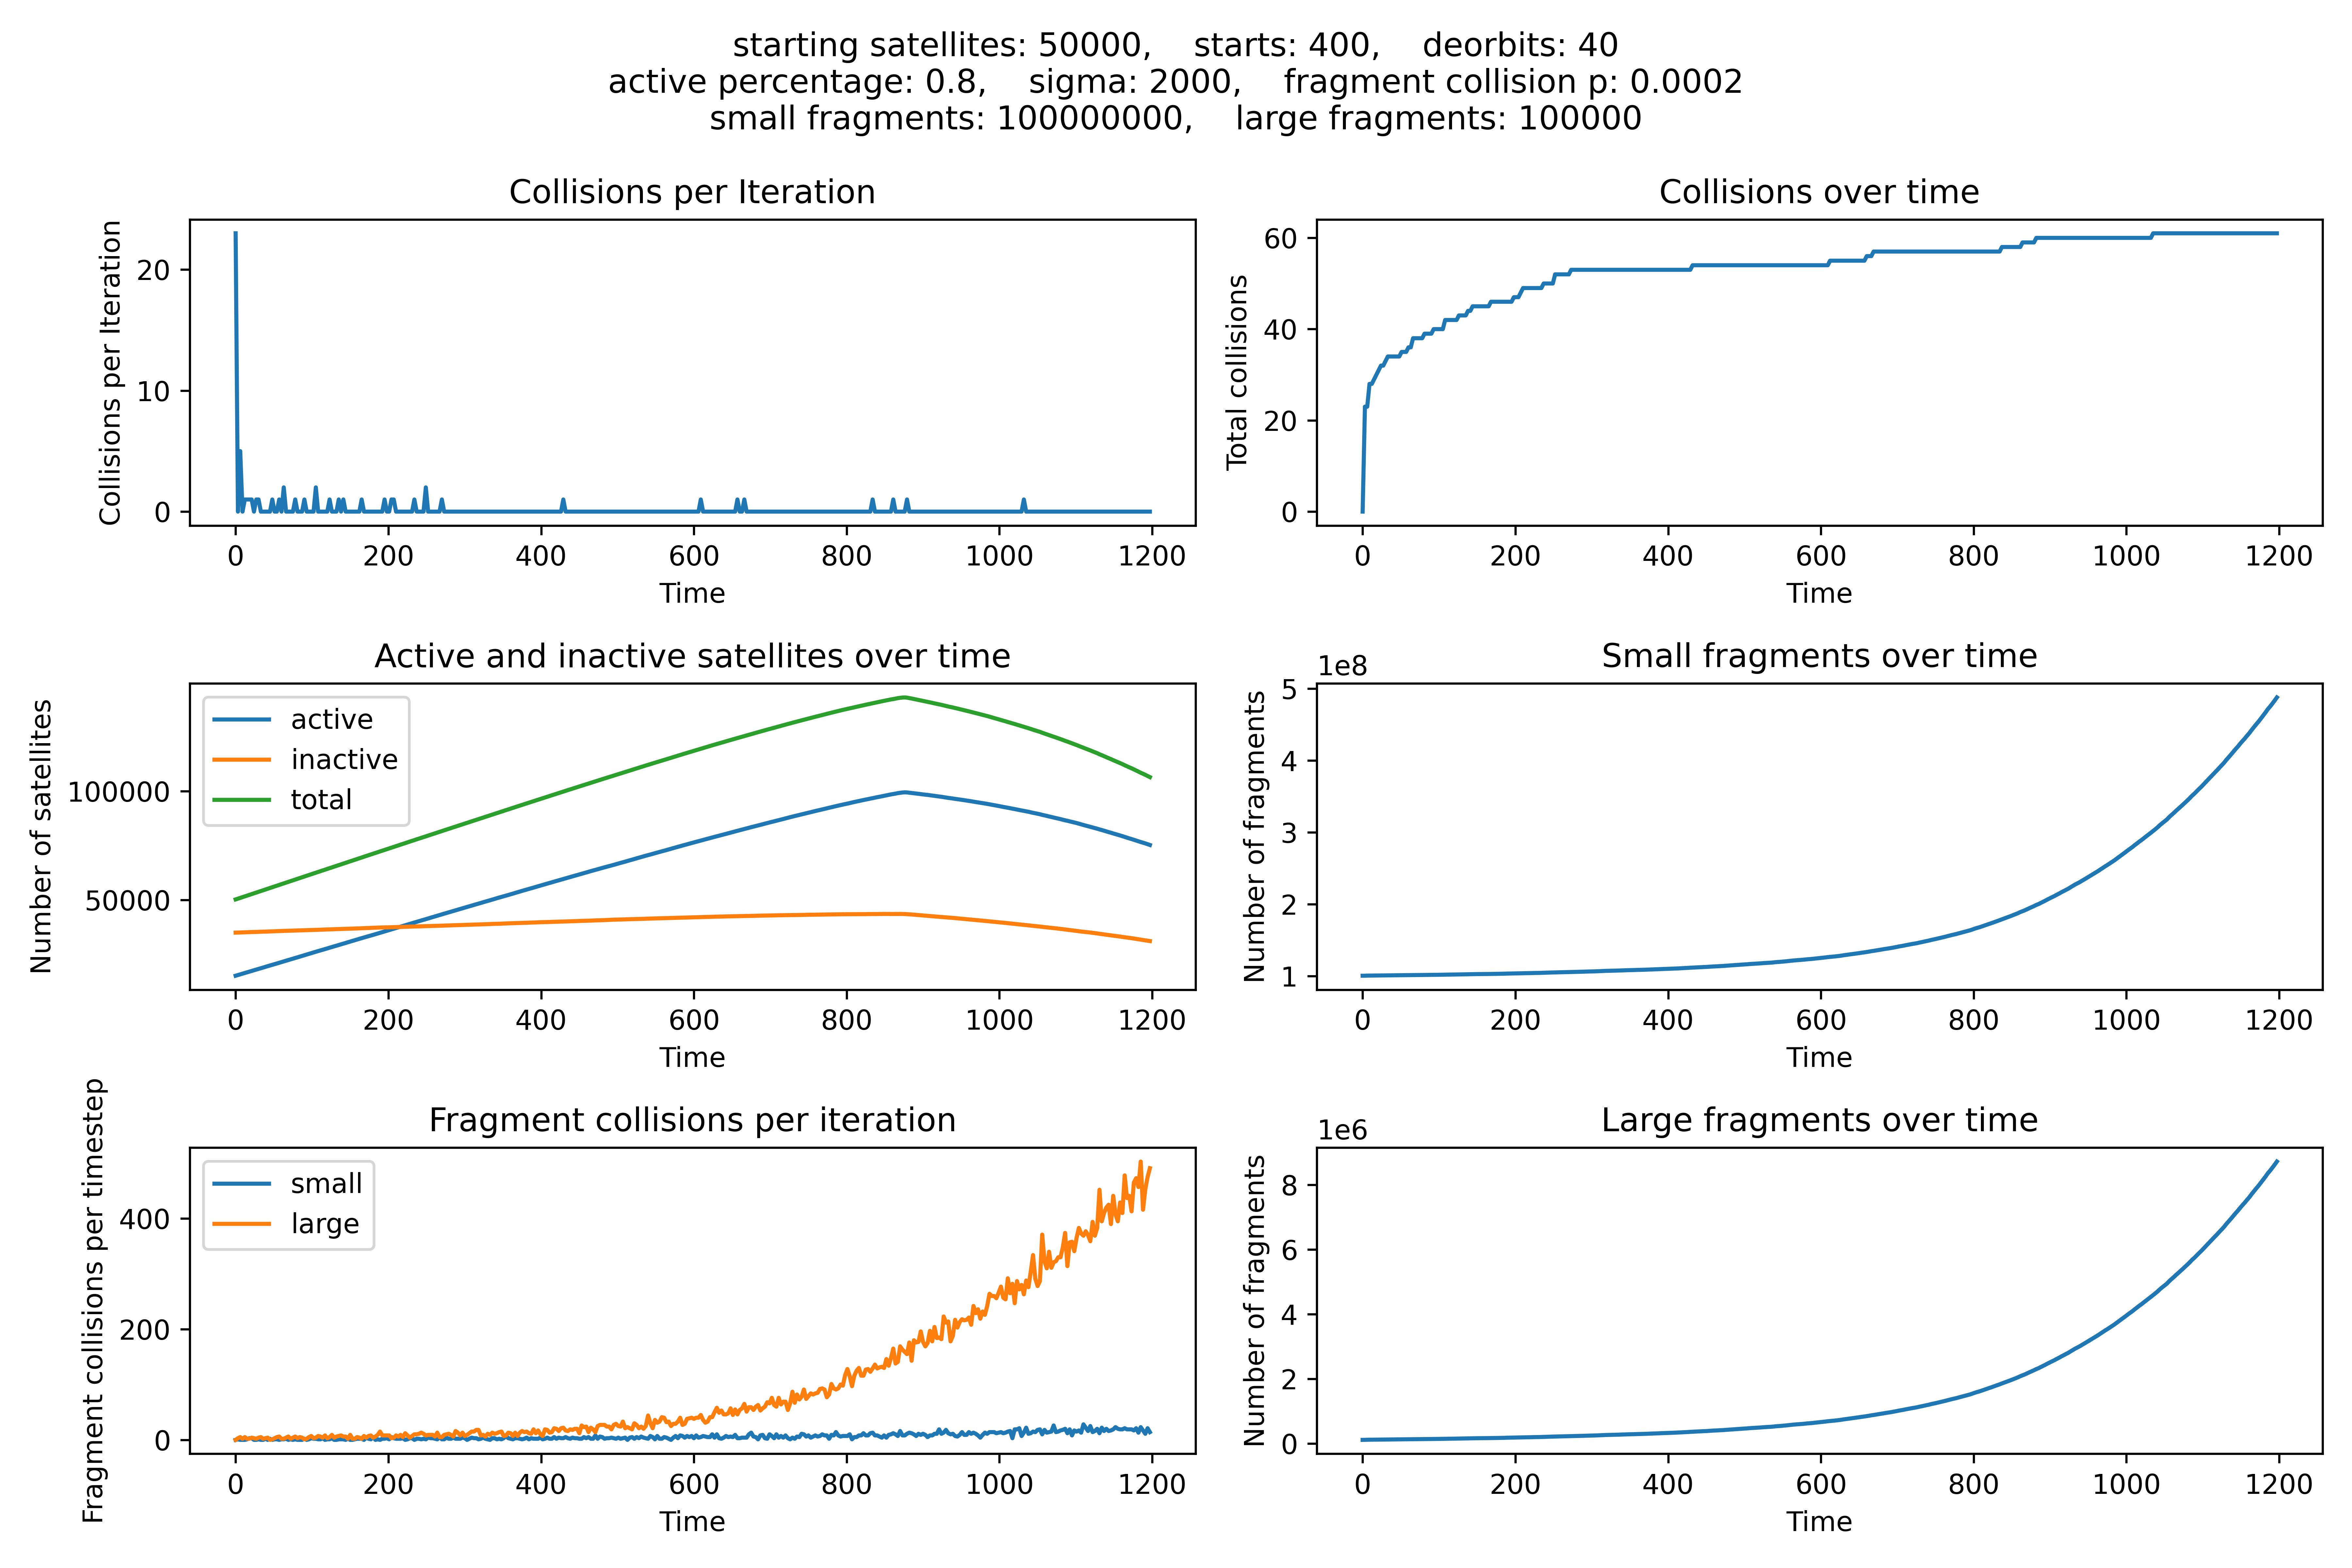 starting satellites: 50000,    starts: 400,    deorbits: 40
active percentage: 0.8,    sigma: 2000,    fragment collision p: 0.0002
small fragments: 100000000,    large fragments: 100000
Collisions per Iteration
Collisions per Iteration
20
10
0
0 200 400 600 800 1000 1200
Time
Collisions over time
Total collisions
60
40
20
0
0 200 400 600 800 1000 1200
Time
Active and inactive satellites over time
Number of satellites
active
inactive
total
100000
50000
0 200 400 600 800 1000 1200
Time
Small fragments over time
1e8
Number of fragments
5
4
3
2
1
0 200 400 600 800 1000 1200
Time
Fragment collisions per iteration
Fragment collisions per timestep
small
large
400
200
0
0 200 400 600 800 1000 1200
Time
Large fragments over time
1e6
Number of fragments
8
6
4
2
0
0 200 400 600 800 1000 1200
Time